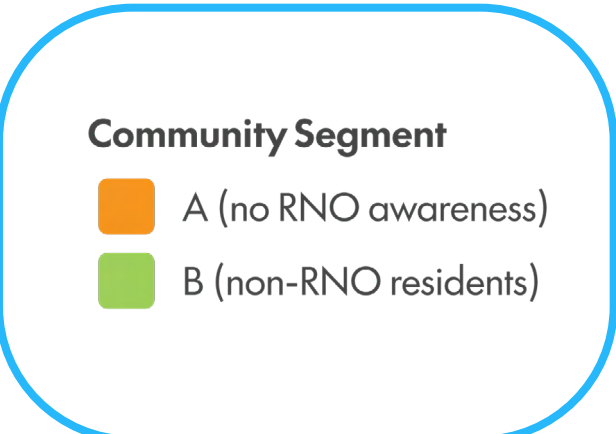 Community Segment
A (no RNO awareness)
B (non-RNO residents)